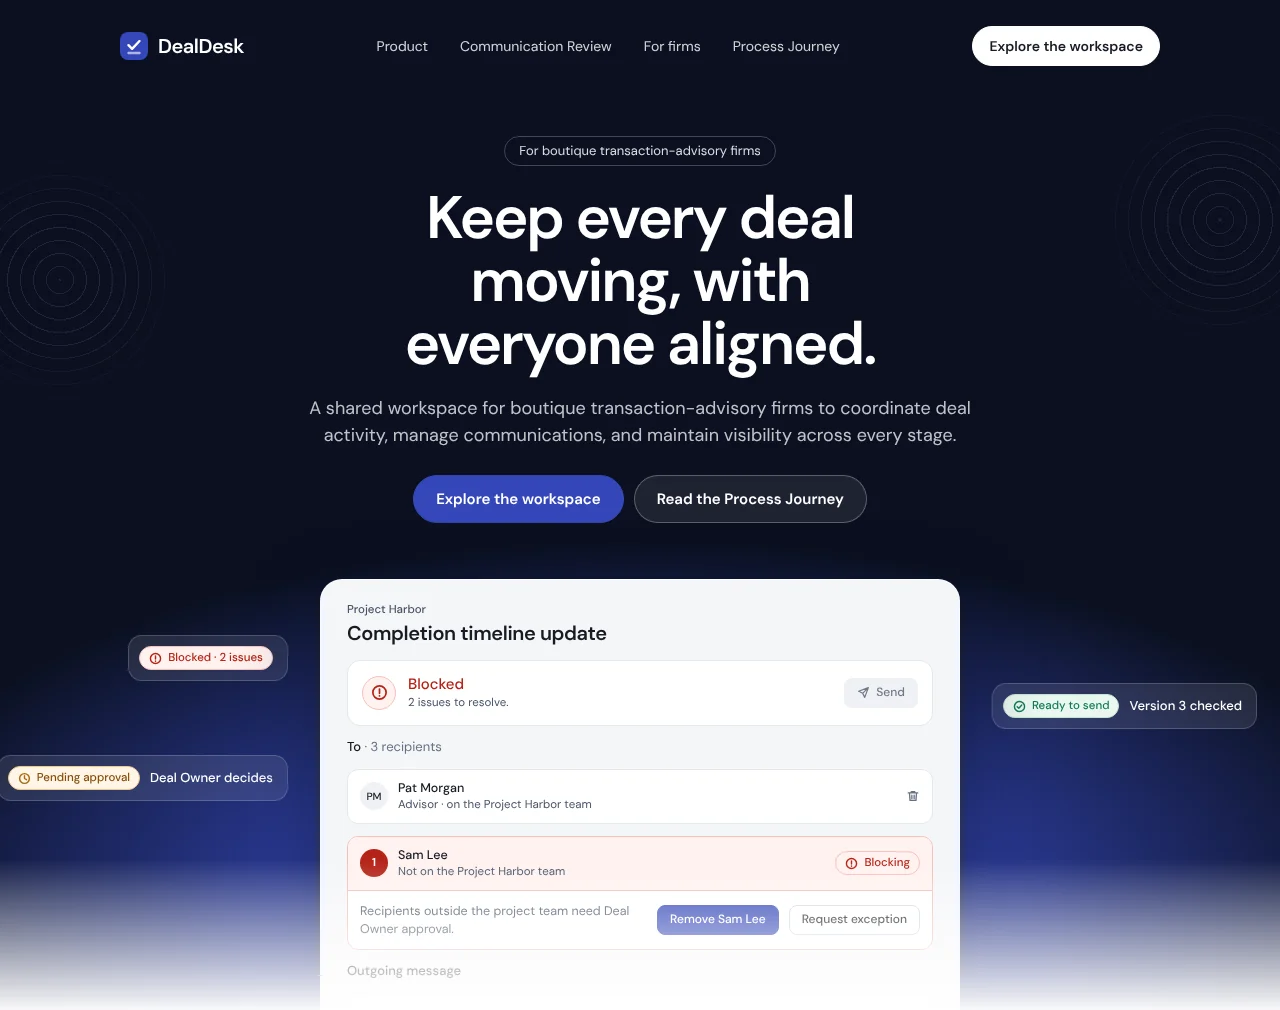 DealDesk
Product
Communication Review
For firms
Process Journey
Explore the workspace
For boutique transaction-advisory firms
Keep every deal
moving, with
everyone aligned.
A shared workspace for boutique transaction-advisory firms to coordinate deal
activity, manage communications, and maintain visibility across every stage.
Explore the workspace
Read the Process Journey
Project Harbor
Completion timeline update
Blocked · 2 issues
Blocked
2 issues to resolve.
Send
Ready to send
Version 3 checked
To · 3 recipients
Pending approval
Deal Owner decides
PM
Pat Morgan
Advisor · on the Project Harbor team
1
Sam Lee
Not on the Project Harbor team
Blocking
Recipients outside the project team need Deal
Owner approval.
Remove Sam Lee
Request exception
Outgoing message